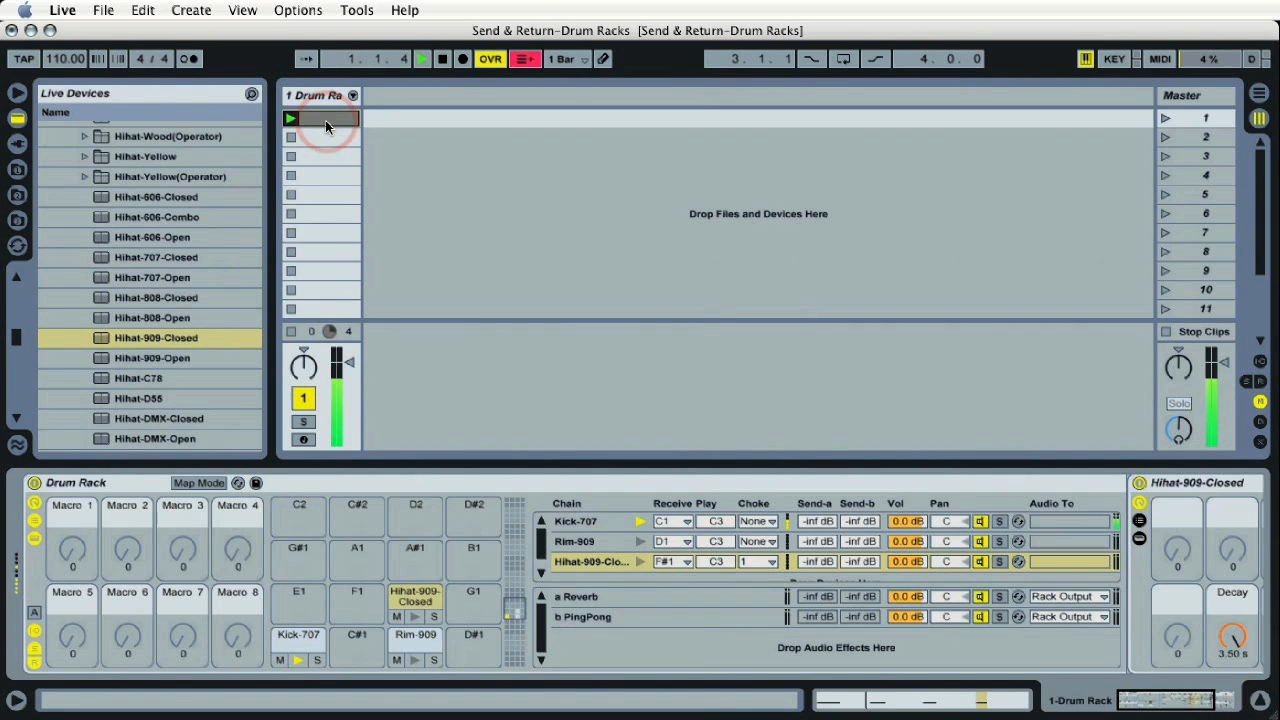 Live File Edit Create View Options Tools Help
Send & Return-Drum Racks [Send & Return-Drum Racks]
TAP 110.00 4 / 4 1. 1. 4 OVR 1 Bar 3. 1. 1 4. 0. 0 KEY MIDI 4 % D
Live Devices
Name
Hihat-Wood(Operator)
Hihat-Yellow
Hihat-Yellow(Operator)
Hihat-606-Closed
Hihat-606-Combo
Hihat-606-Open
Hihat-707-Closed
Hihat-707-Open
Hihat-808-Closed
Hihat-808-Open
Hihat-909-Closed
Hihat-909-Open
Hihat-C78
Hihat-D55
Hihat-DMX-Closed
Hihat-DMX-Open
1 Drum Ra
Drop Files and Devices Here
0 4
1
S
Master
1
2
3
4
5
6
7
8
9
10
11
Stop Clips
Solo
S R
M
D
X
Drum Rack Map Mode
Macro 1 Macro 2 Macro 3 Macro 4
0 0 0 0
Macro 5 Macro 6 Macro 7 Macro 8
0 0 0 0
A
S
R
C2 C#2 D2 D#2
G#1 A1 A#1 B1
E1 F1 Hihat-909-Closed G1
M S
Kick-707 C#1 Rim-909 D#1
M S M S
Chain Receive Play Choke Send-a Send-b Vol Pan Audio To
Kick-707 C1 C3 None -inf dB -inf dB 0.0 dB C S
Rim-909 D1 C3 None -inf dB -inf dB 0.0 dB C S
Hihat-909-Clo... F#1 C3 1 -inf dB -inf dB 0.0 dB C S
a Reverb -inf dB -inf dB 0.0 dB C S Rack Output
b PingPong -inf dB -inf dB 0.0 dB C S Rack Output
Drop Audio Effects Here
Hihat-909-Closed
0 0
Decay
0 3.50 s
1-Drum Rack